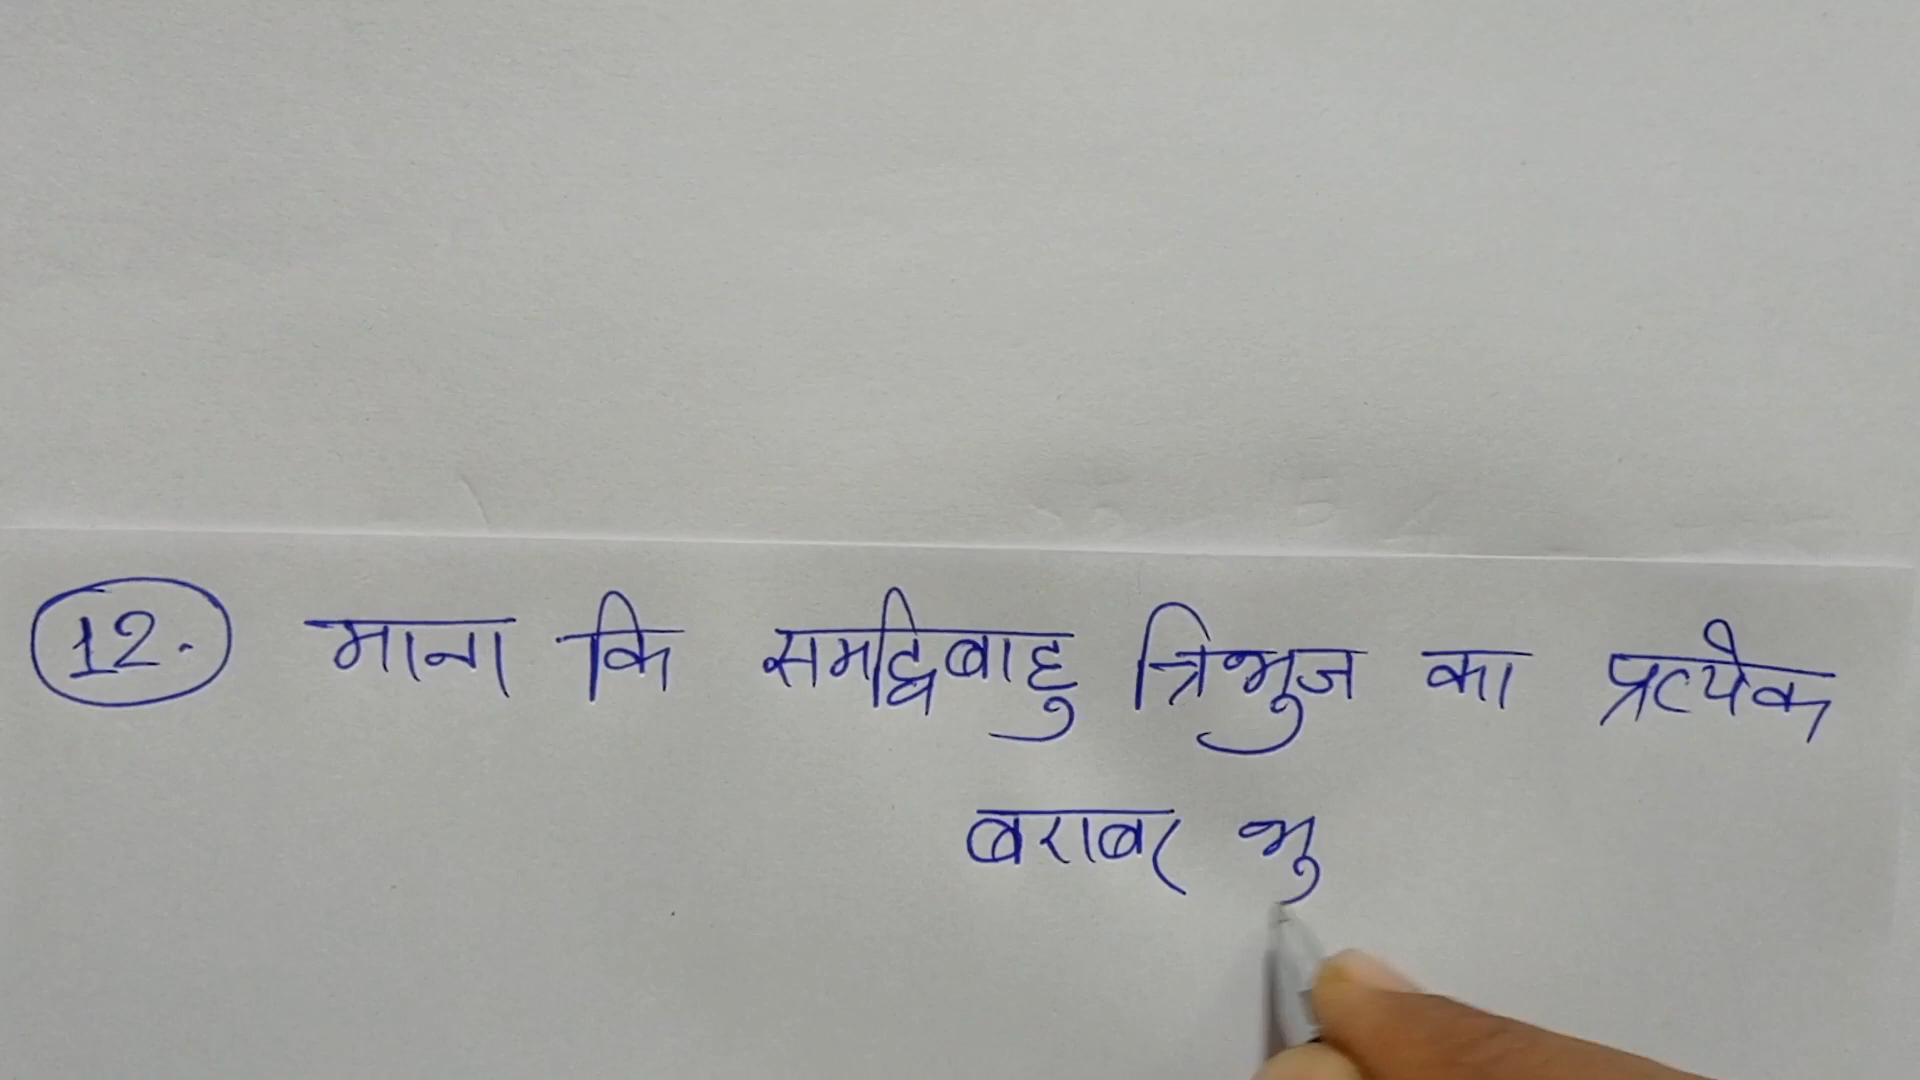 12. माना कि समद्विबाहु त्रिभुज का प्रत्येक
बराबर भु